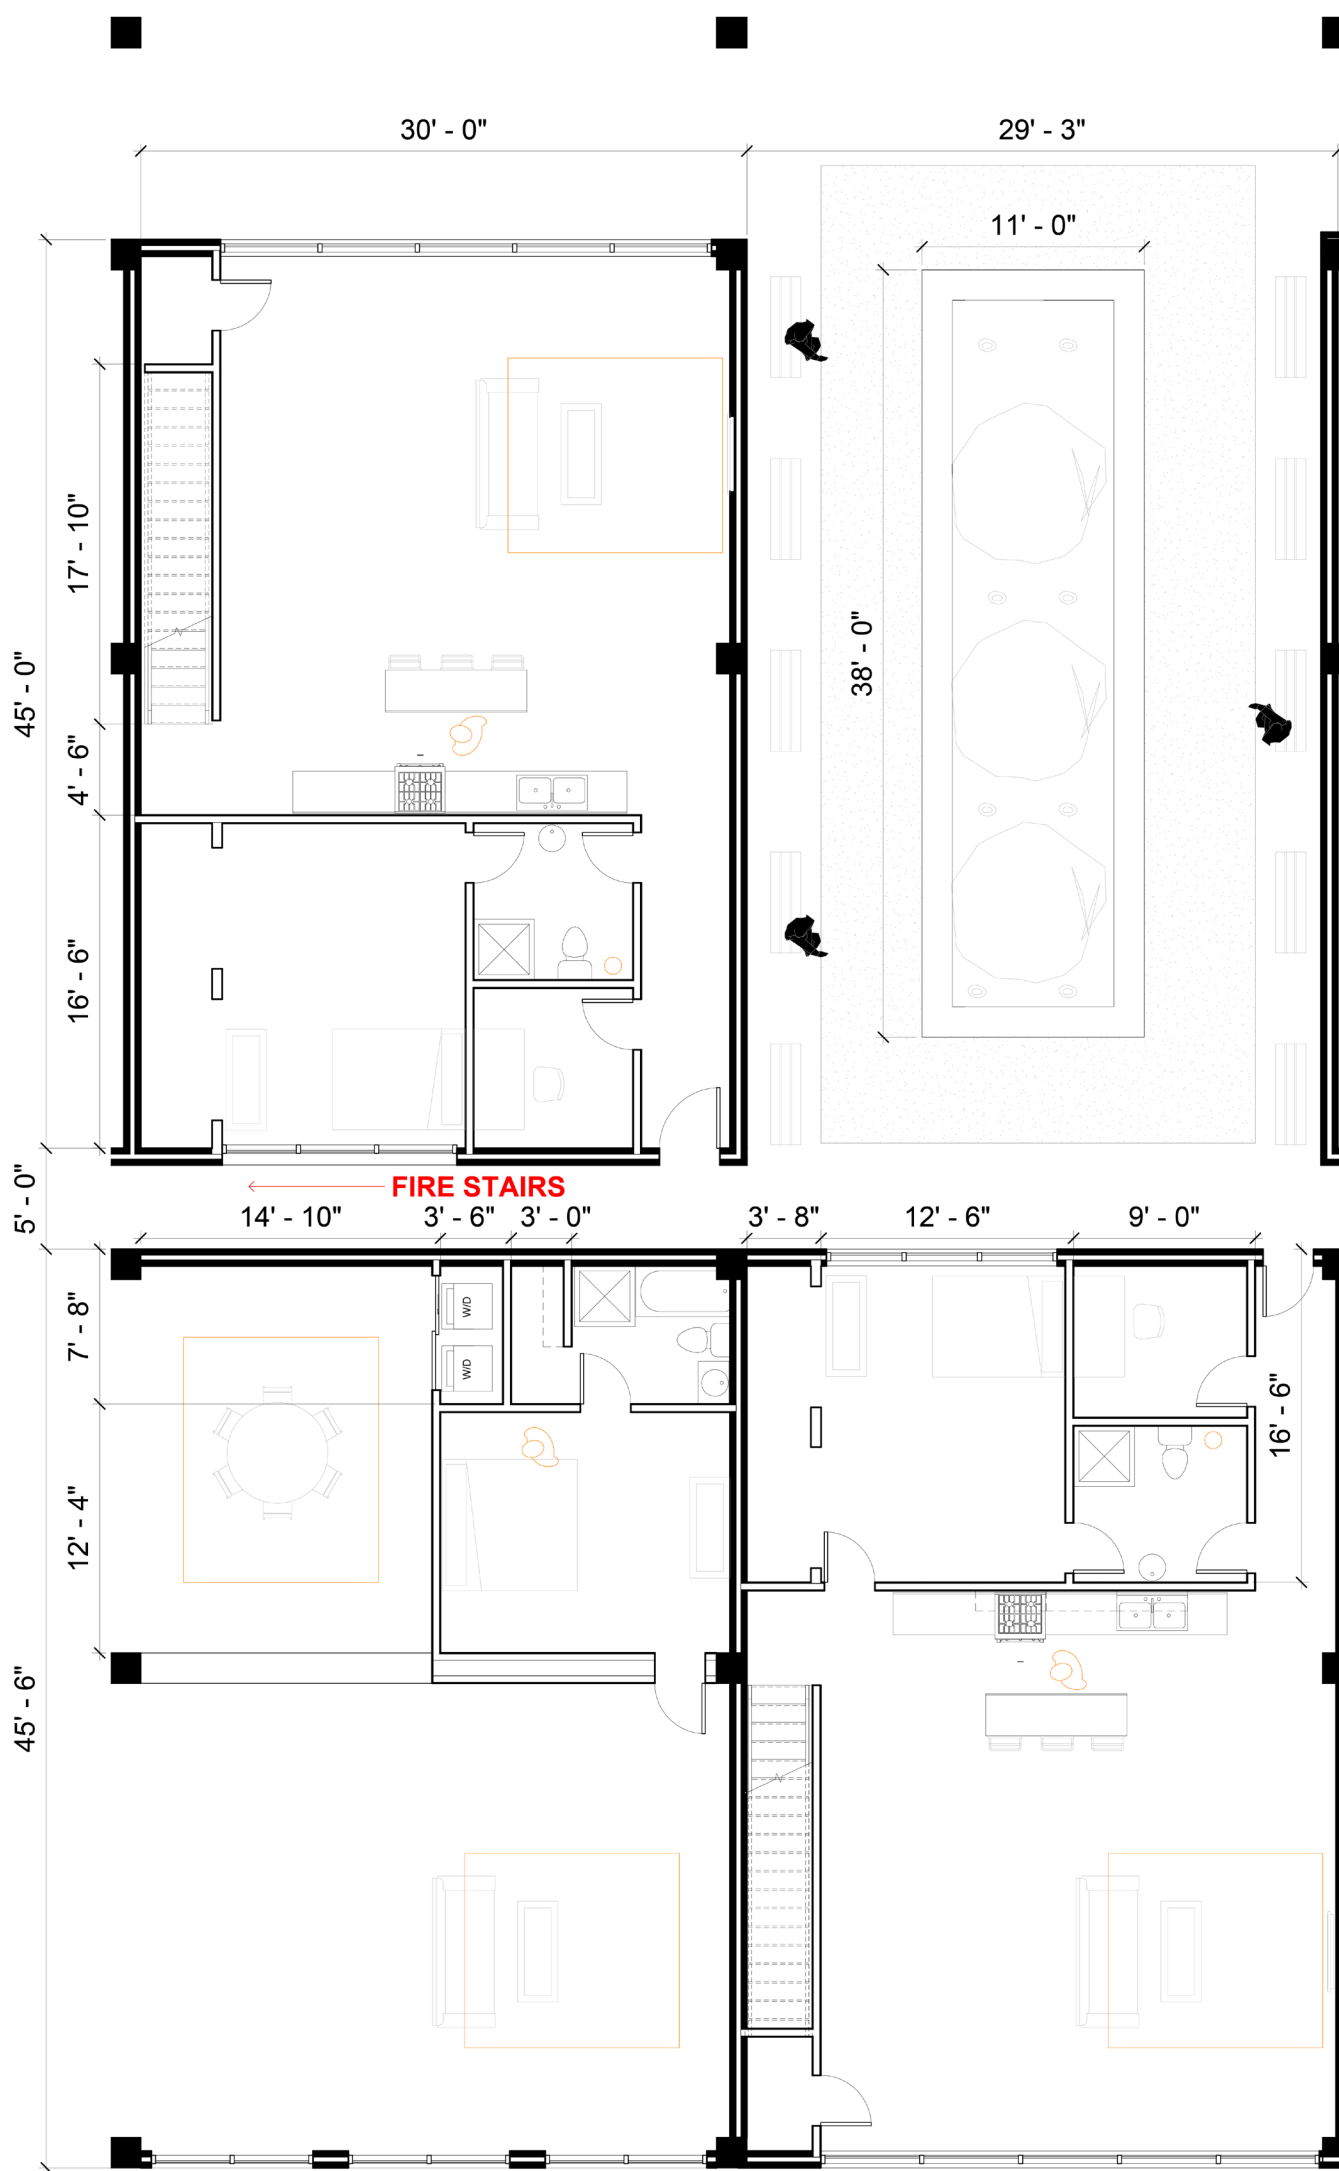 30' - 0"
29' - 3"
11' - 0"
17' - 10"
38' - 0"
45' - 0"
4' - 6"
16' - 6"
FIRE STAIRS
5' - 0"
14' - 10"
3' - 6"
3' - 0"
3' - 8"
12' - 6"
9' - 0"
W/D
7' - 8"
W/D
16' - 6"
12' - 4"
45' - 6"